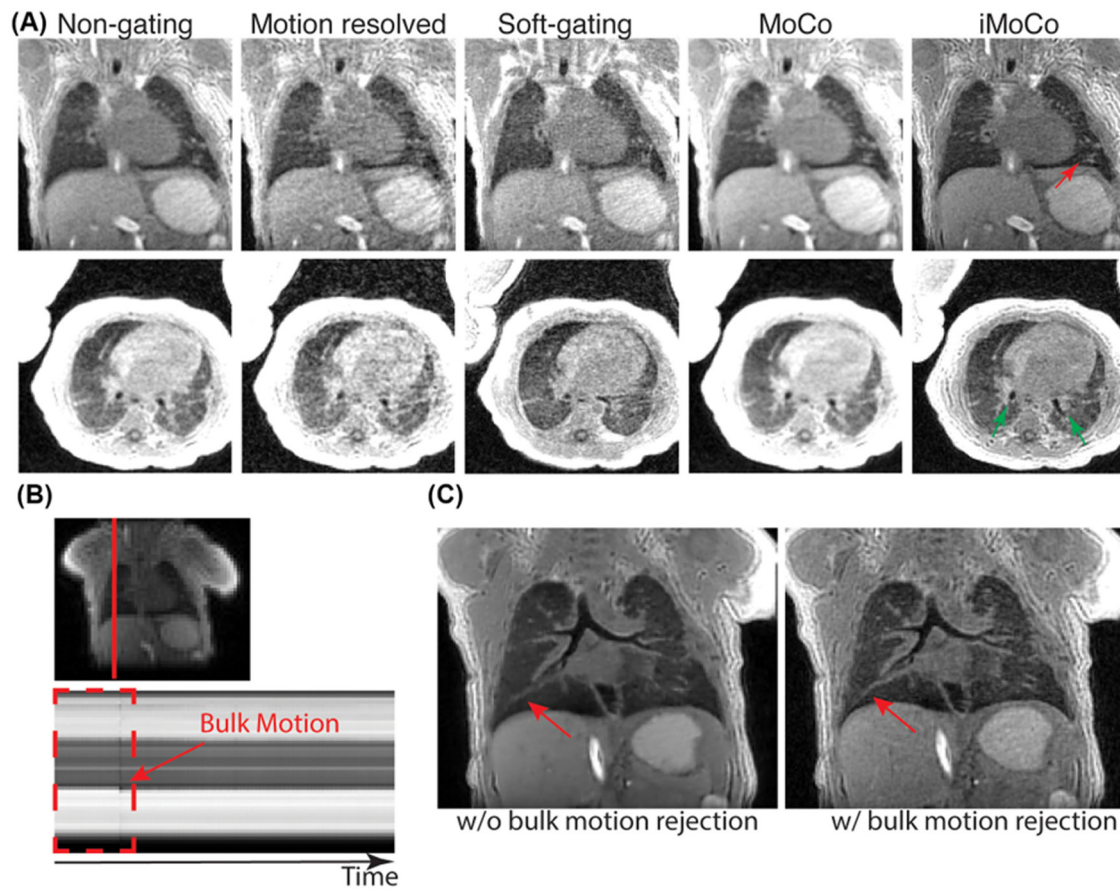 (A)
Non-gating Motion resolved Soft-gating MoCo iMoCo
(B)
Bulk Motion
Time
(C)
w/o bulk motion rejection w/ bulk motion rejection